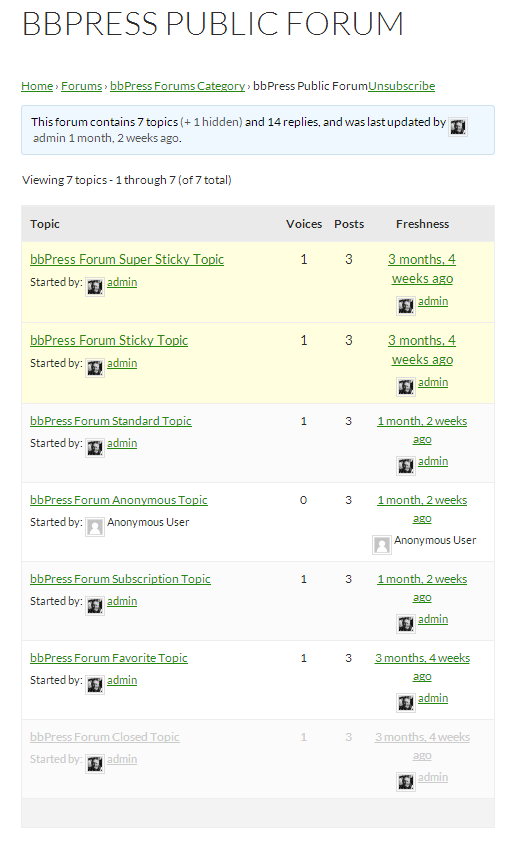 BBPRESS PUBLIC FORUM
Home › Forums › bbPress Forums Category › bbPress Public ForumUnsubscribe
This forum contains 7 topics (+ 1 hidden) and 14 replies, and was last updated by
admin 1 month, 2 weeks ago.
Viewing 7 topics - 1 through 7 (of 7 total)
Topic Voices Posts Freshness
bbPress Forum Super Sticky Topic 1 3 3 months, 4
weeks ago
Started by: admin
admin
bbPress Forum Sticky Topic 1 3 3 months, 4
weeks ago
Started by: admin
admin
bbPress Forum Standard Topic 1 3 1 month, 2 weeks
ago
Started by: admin
admin
bbPress Forum Anonymous Topic 0 3 1 month, 2 weeks
ago
Started by: Anonymous User
Anonymous User
bbPress Forum Subscription Topic 1 3 1 month, 2 weeks
ago
Started by: admin
admin
bbPress Forum Favorite Topic 1 3 3 months, 4 weeks
ago
Started by: admin
admin
bbPress Forum Closed Topic 1 3 3 months, 4 weeks
ago
Started by: admin
admin